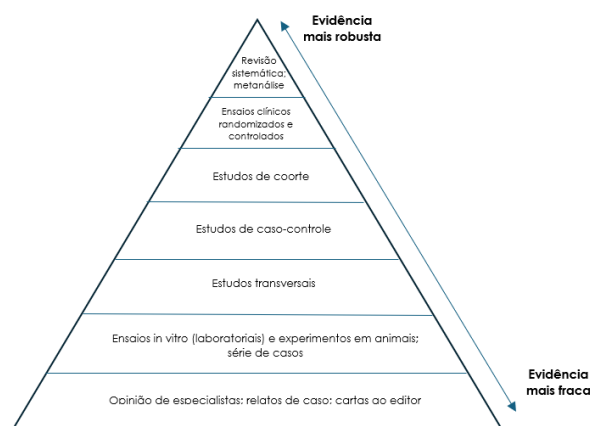 Evidência
mais robusta
Revisão
sistemática;
metanálise
Ensaios clínicos
randomizados e
controlados
Estudos de coorte
Estudos de caso-controle
Estudos transversais
Ensaios in vitro (laboratoriais) e experimentos em animais;
série de casos
Evidência
mais fraca
Opinião de especialistas; relatos de caso; cartas ao editor